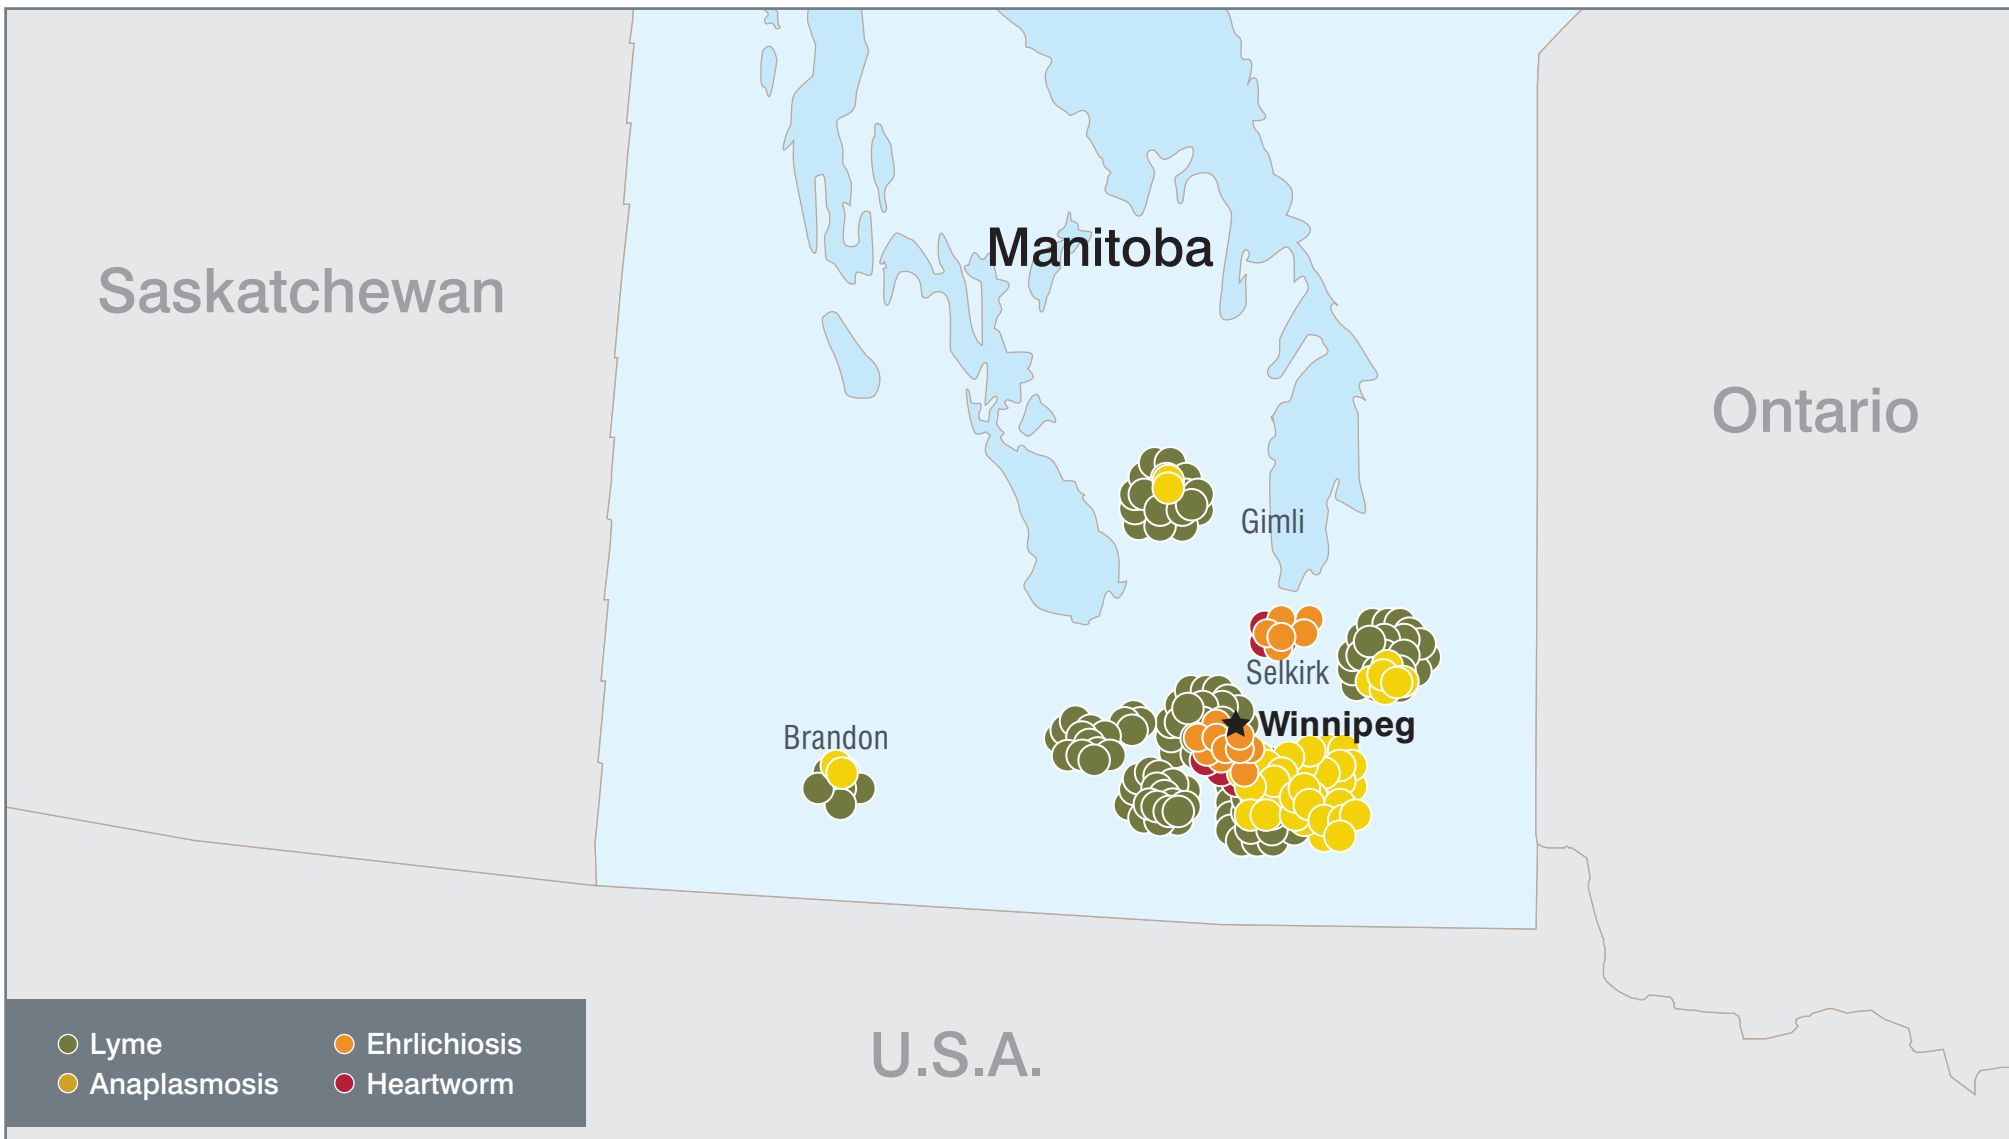 Manitoba
Saskatchewan
Ontario
Gimli
Selkirk
Winnipeg
Brandon
U.S.A.
Lyme
Ehrlichiosis
Anaplasmosis
Heartworm